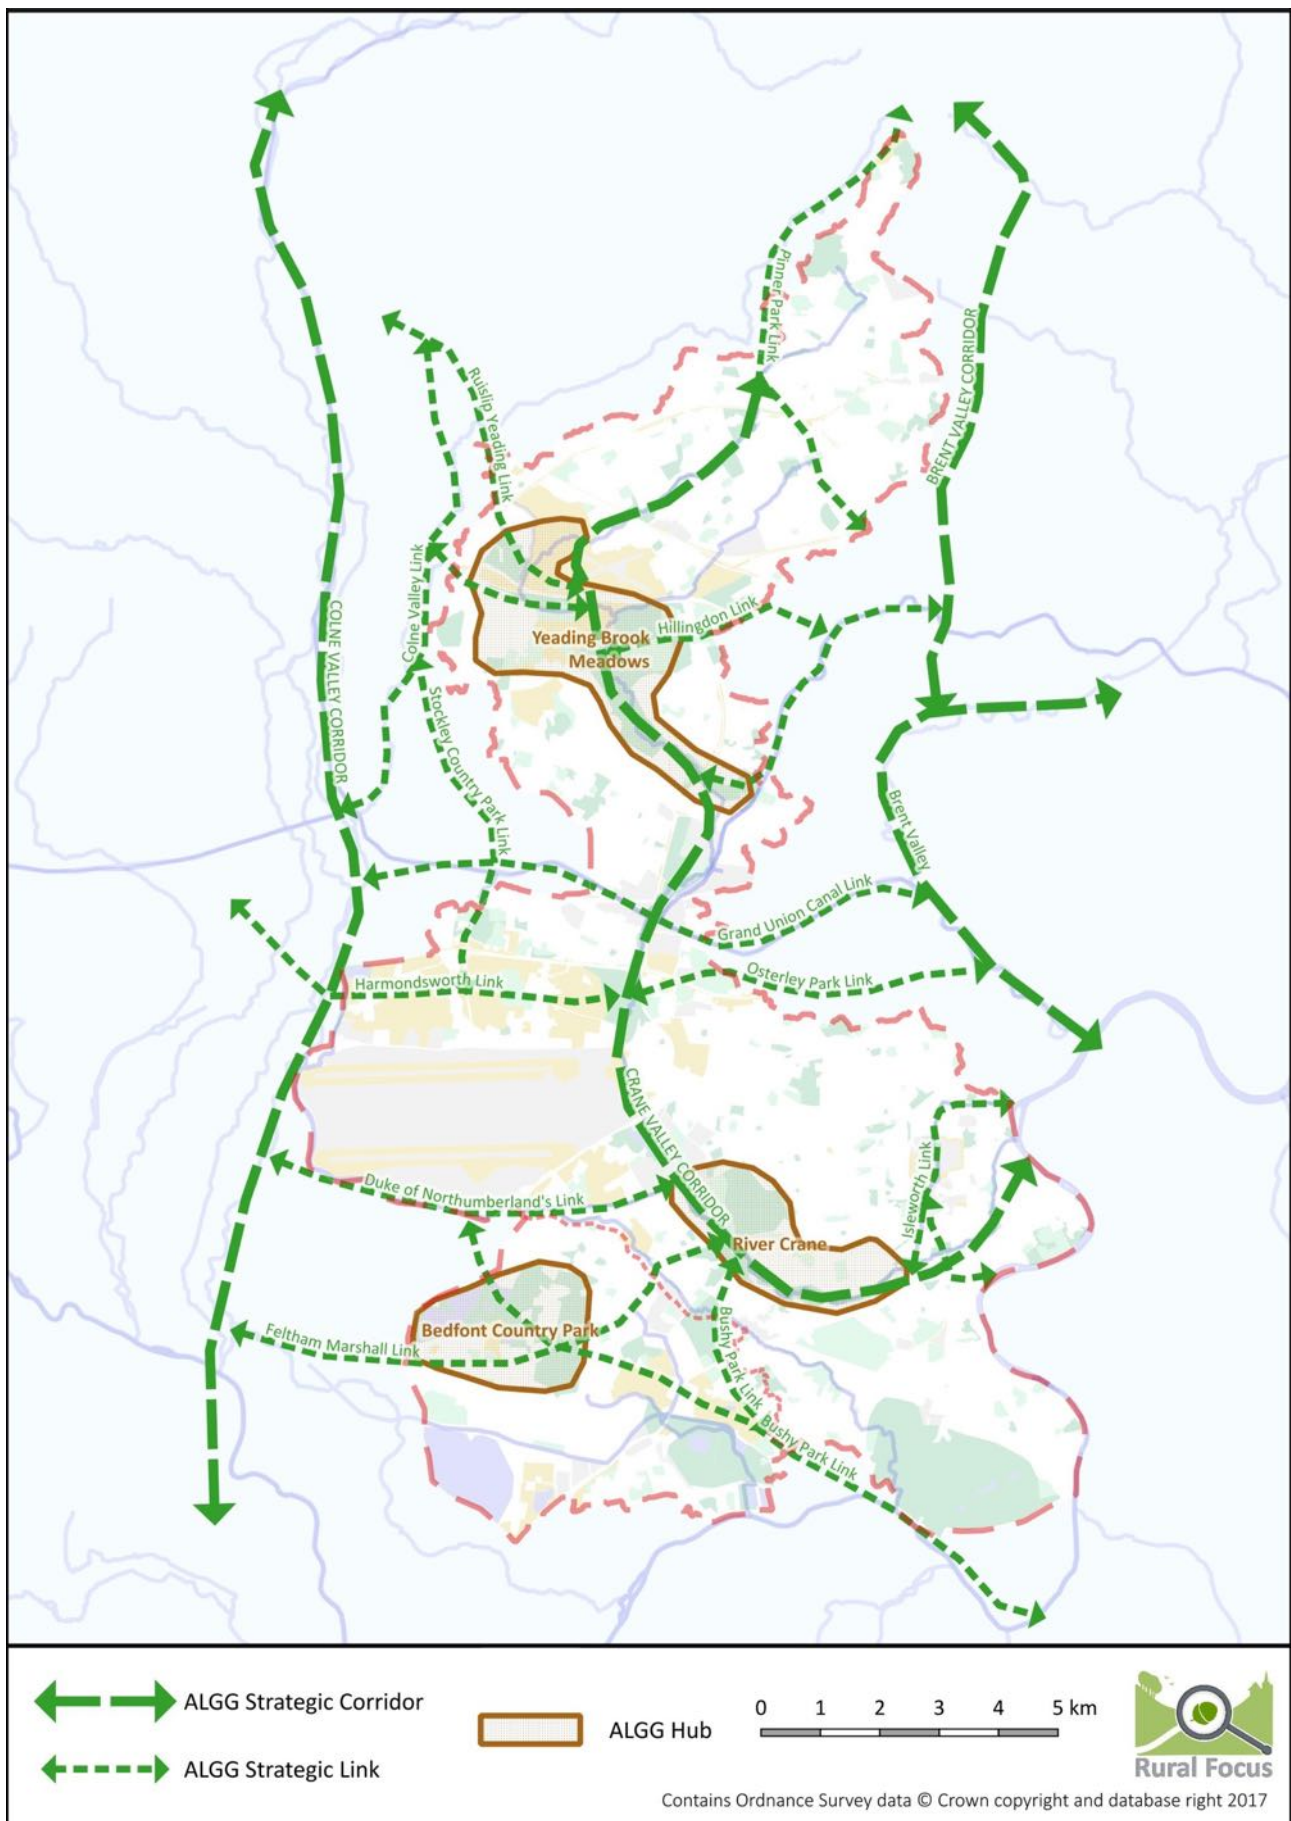 Pinner Park Link
BRENT VALLEY CORRIDOR
Ruislip Yeading Link
Colne Valley Link
COLNE VALLEY CORRIDOR
Hillingdon Link
Yeading Brook
Meadows
Stockley Country Park Link
Brent Valley
Grand Union Canal Link
Osterley Park Link
Harmondsworth Link
CRANE VALLEY CORRIDOR
Duke of Northumberland's Link
Isleworth Link
River Crane
Bedfont Country Park
Feltham Marshall Link
Bushy Park Link
Bushy Park Link
ALGG Strategic Corridor
ALGG Strategic Link
ALGG Hub
0 1 2 3 4 5 km
Rural Focus
Contains Ordnance Survey data © Crown copyright and database right 2017